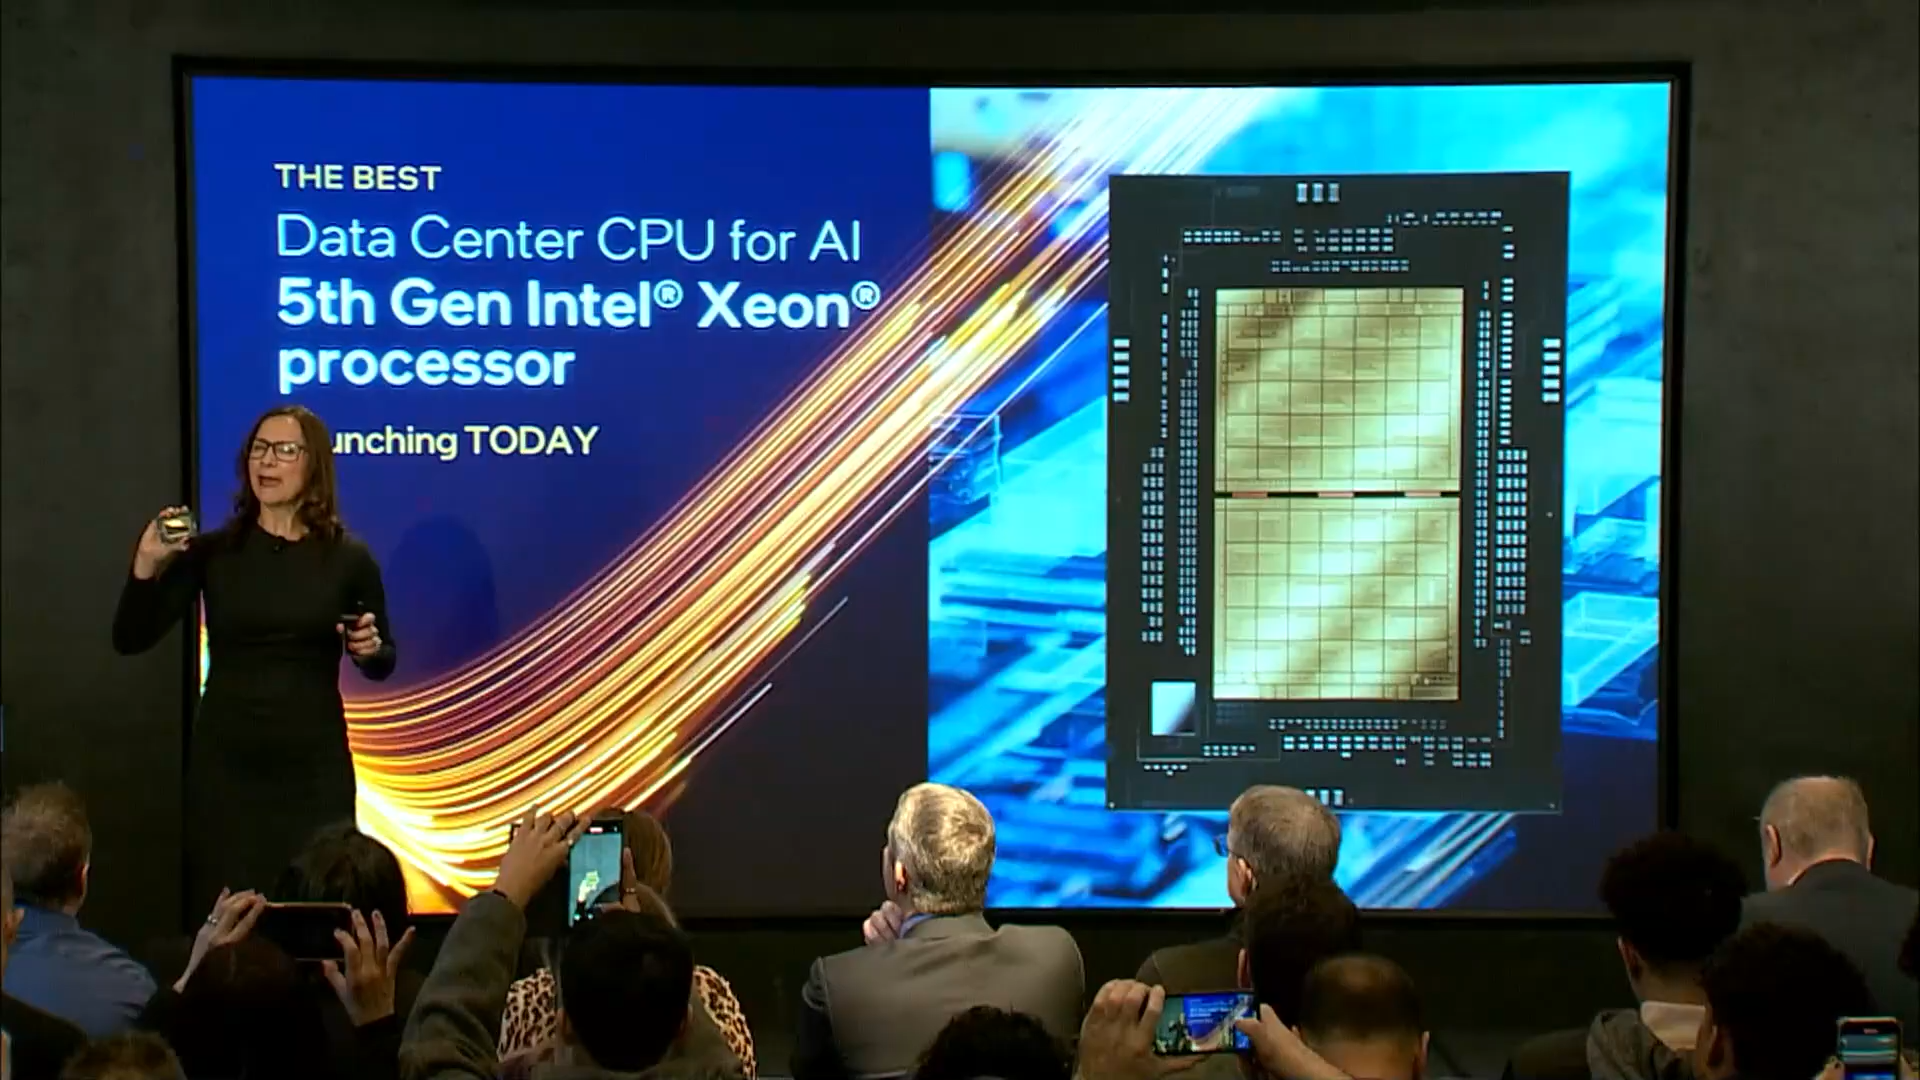 THE BEST
Data Center CPU for AI
5th Gen Intel® Xeon®
processor
unching TODAY